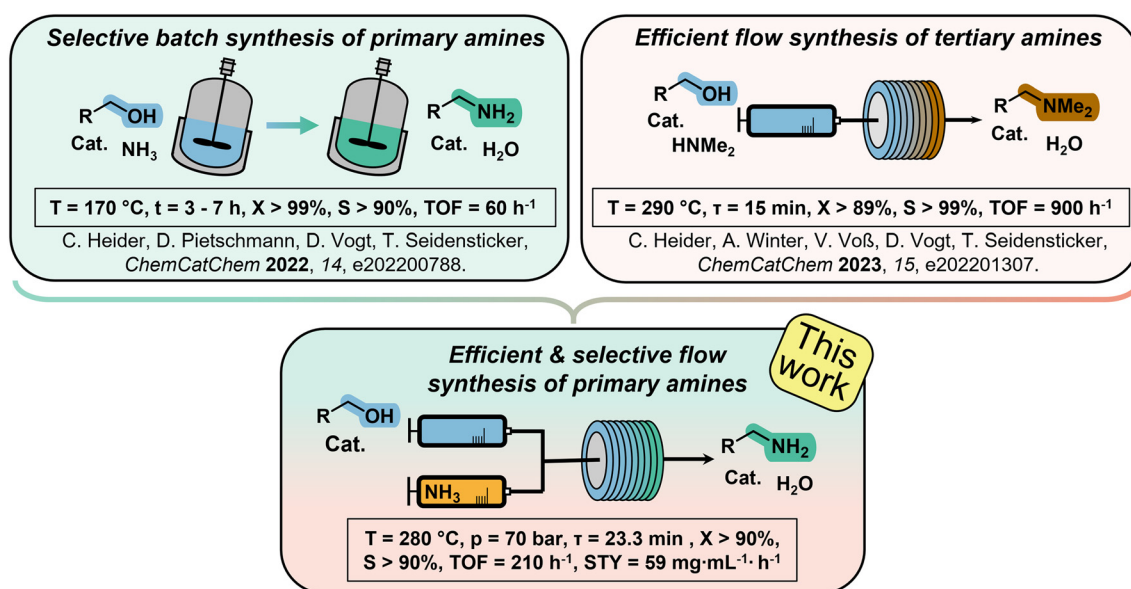 Selective batch synthesis of primary amines
R OH
Cat. NH₃
R NH₂
Cat. H₂O
T = 170 °C, t = 3 - 7 h, X > 99%, S > 90%, TOF = 60 h⁻¹
C. Heider, D. Pietschmann, D. Vogt, T. Seidensticker,
ChemCatChem 2022, 14, e202200788.
Efficient flow synthesis of tertiary amines
R OH
Cat.
HNMe₂
R NMe₂
Cat. H₂O
T = 290 °C, τ = 15 min, X > 89%, S > 99%, TOF = 900 h⁻¹
C. Heider, A. Winter, V. Voß, D. Vogt, T. Seidensticker,
ChemCatChem 2023, 15, e202201307.
This
work
Efficient & selective flow
synthesis of primary amines
R OH
Cat.
NH₃
R NH₂
Cat. H₂O
T = 280 °C, p = 70 bar, τ = 23.3 min , X > 90%,
S > 90%, TOF = 210 h⁻¹, STY = 59 mg·mL⁻¹· h⁻¹